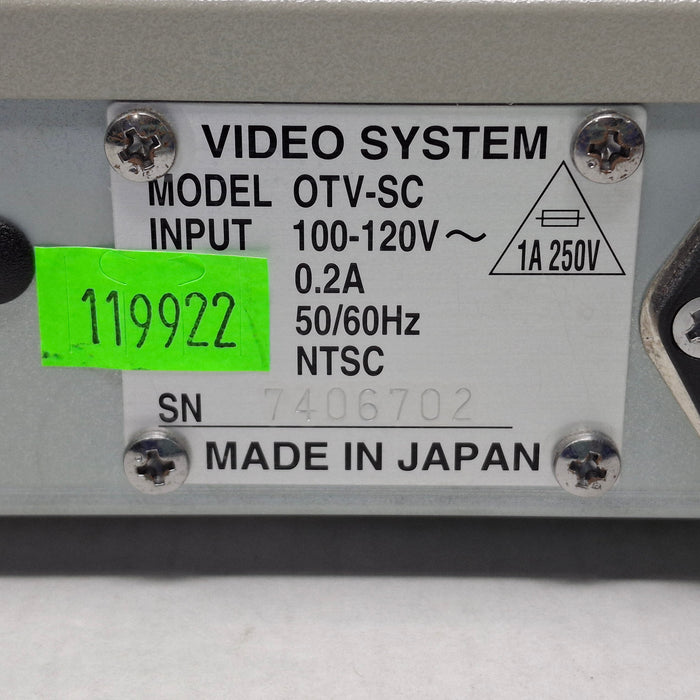 VIDEO SYSTEM
MODEL OTV-SC
INPUT 100-120V~
0.2A
50/60Hz
NTSC
1A 250V
119922
SN 7406702
MADE IN JAPAN